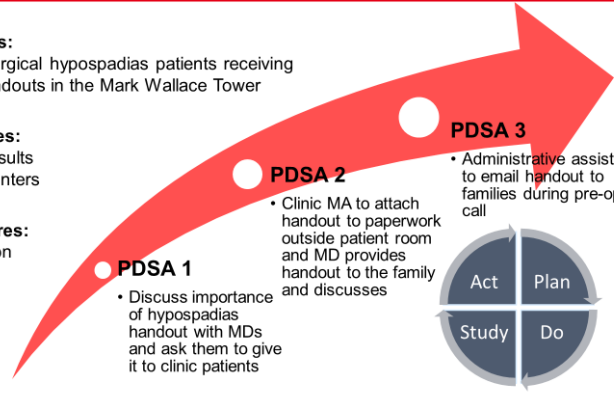 s:
rgical hypospadias patients receiving
ndouts in the Mark Wallace Tower
es:
sults
nters
res:
on
PDSA 1
• Discuss importance
of hypospadias
handout with MDs
and ask them to give
it to clinic patients
PDSA 2
• Clinic MA to attach
handout to paperwork
outside patient room
and MD provides
handout to the family
and discusses
PDSA 3
• Administrative assist
to email handout to
families during pre-op
call
Act
Plan
Study
Do